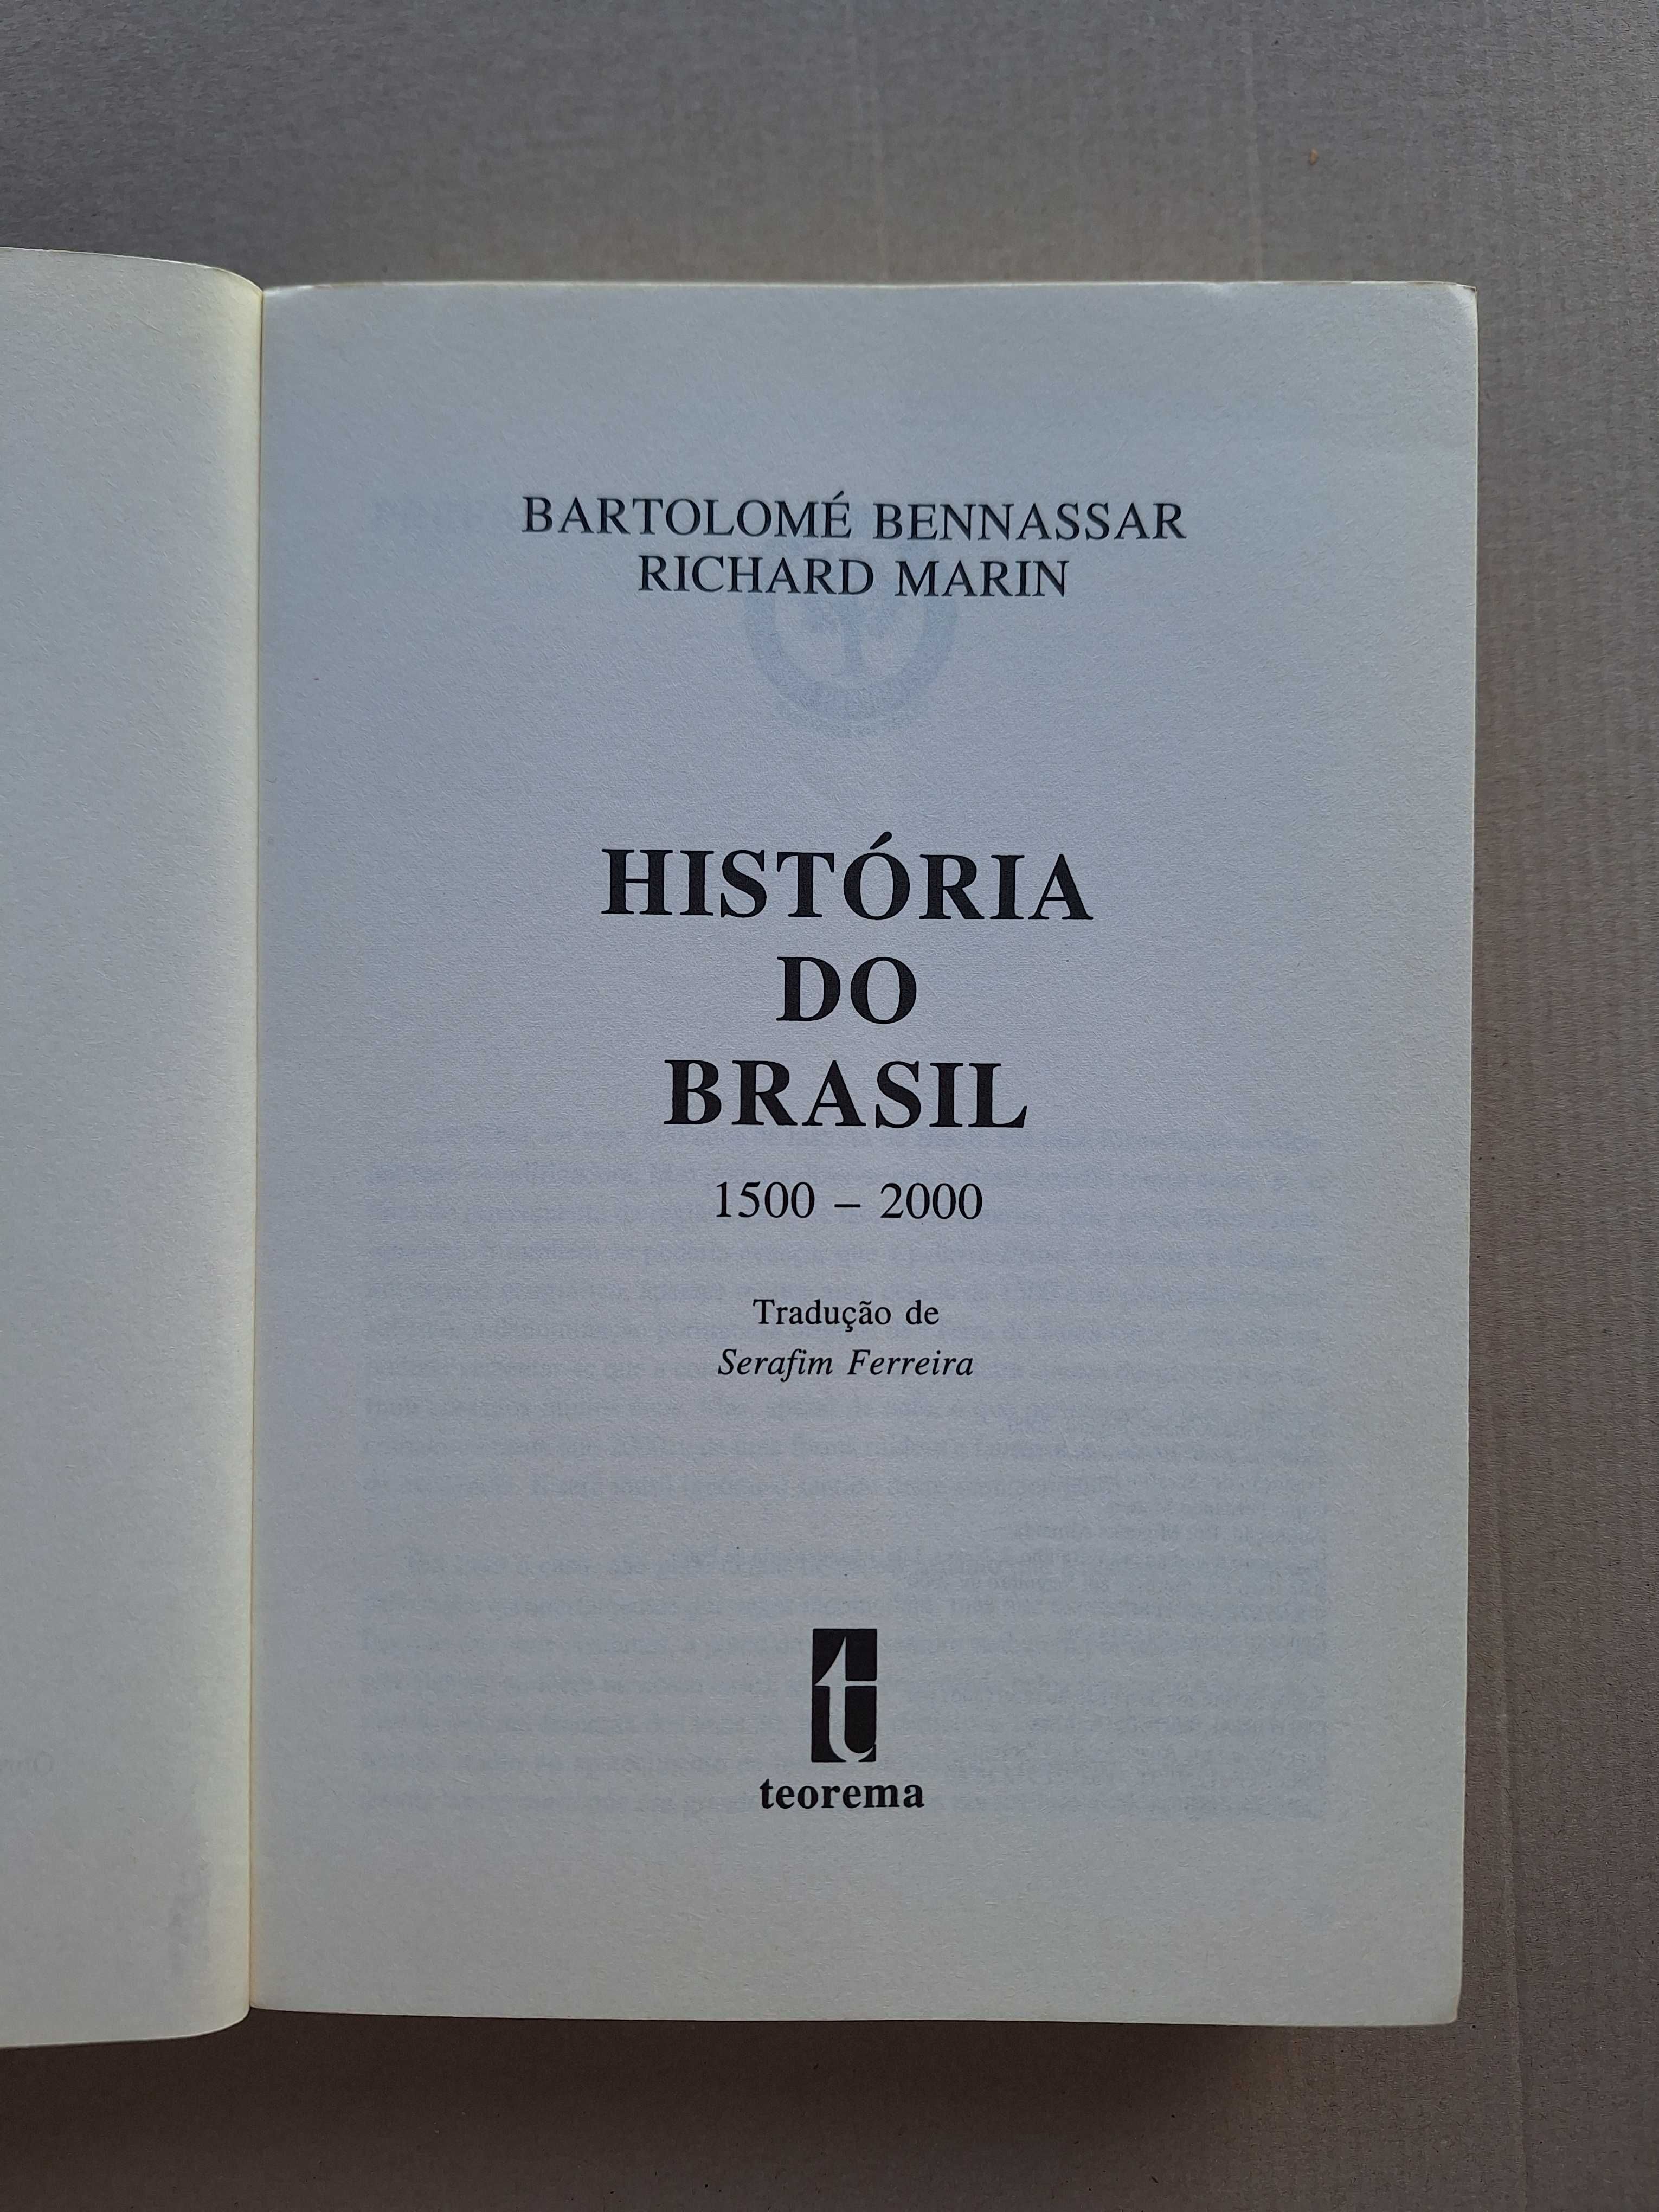 BARTOLOMÉ BENNASSAR
RICHARD MARIN
HISTÓRIA
DO
BRASIL
1500 – 2000
Tradução de
Serafim Ferreira
t
teorema